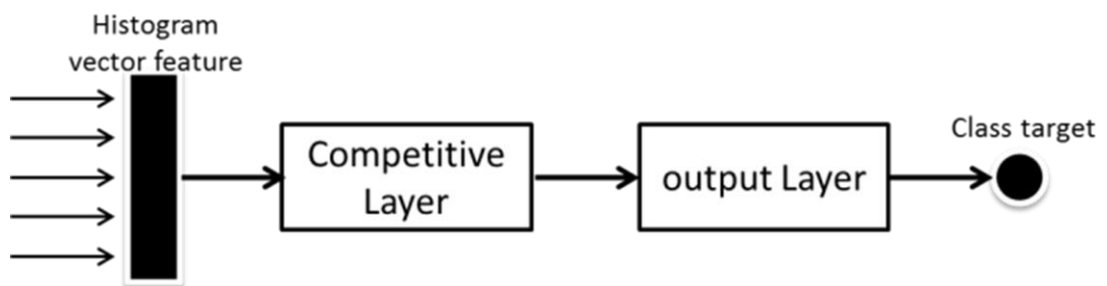 Histogram
vector feature
Competitive
Layer
output Layer
Class target